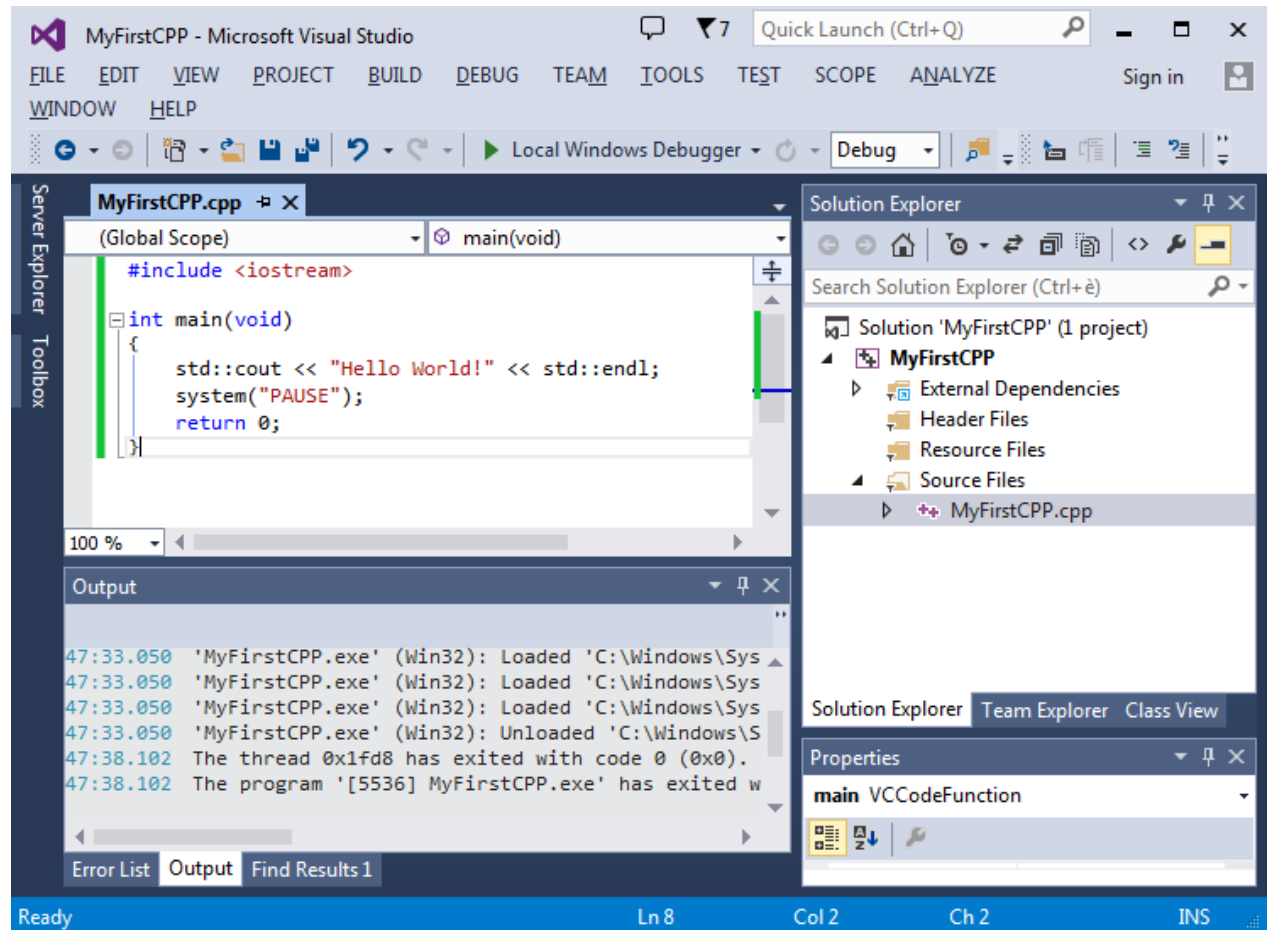 MyFirstCPP - Microsoft Visual Studio 7 Quick Launch (Ctrl+Q)
FILE EDIT VIEW PROJECT BUILD DEBUG TEAM TOOLS TEST SCOPE ANALYZE Sign in
WINDOW HELP
Local Windows Debugger Debug
Server Explorer
Toolbox
MyFirstCPP.cpp
(Global Scope) main(void)
#include <iostream>
int main(void)
{
std::cout << "Hello World!" << std::endl;
system("PAUSE");
return 0;
}
100 %
Output
47:33.050 'MyFirstCPP.exe' (Win32): Loaded 'C:\Windows\Sys
47:33.050 'MyFirstCPP.exe' (Win32): Loaded 'C:\Windows\Sys
47:33.050 'MyFirstCPP.exe' (Win32): Loaded 'C:\Windows\Sys
47:33.050 'MyFirstCPP.exe' (Win32): Unloaded 'C:\Windows\S
47:38.102 The thread 0x1fd8 has exited with code 0 (0x0).
47:38.102 The program '[5536] MyFirstCPP.exe' has exited w
Error List Output Find Results 1
Solution Explorer
Search Solution Explorer (Ctrl+è)
Solution 'MyFirstCPP' (1 project)
MyFirstCPP
External Dependencies
Header Files
Resource Files
Source Files
MyFirstCPP.cpp
Solution Explorer Team Explorer Class View
Properties
main VCCodeFunction
Ready Ln 8 Col 2 Ch 2 INS